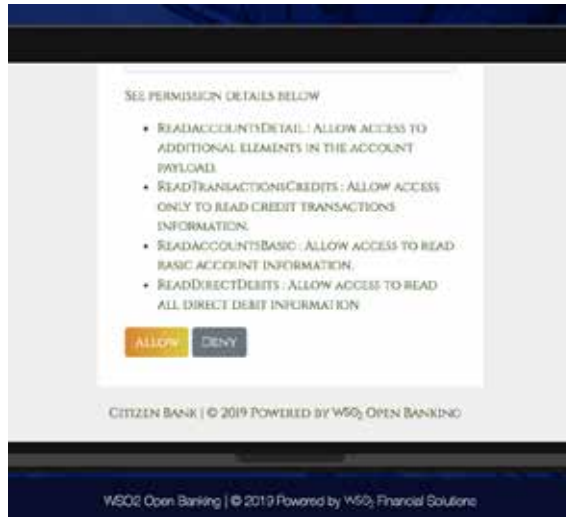 See permission details below
• ReadAccountsDetail : Allow access to
additional elements in the account
payload.
• ReadTransactionsCredits : Allow access
only to read credit transactions
information.
• ReadAccountsBasic : Allow access to read
basic account information.
• ReadDirectDebits : Allow access to read
all direct debit information
Allow Deny
Citizen Bank | © 2019 Powered by WSO2 Open Banking
WSO2 Open Banking | © 2019 Powered by WSO2 Financial Solutions